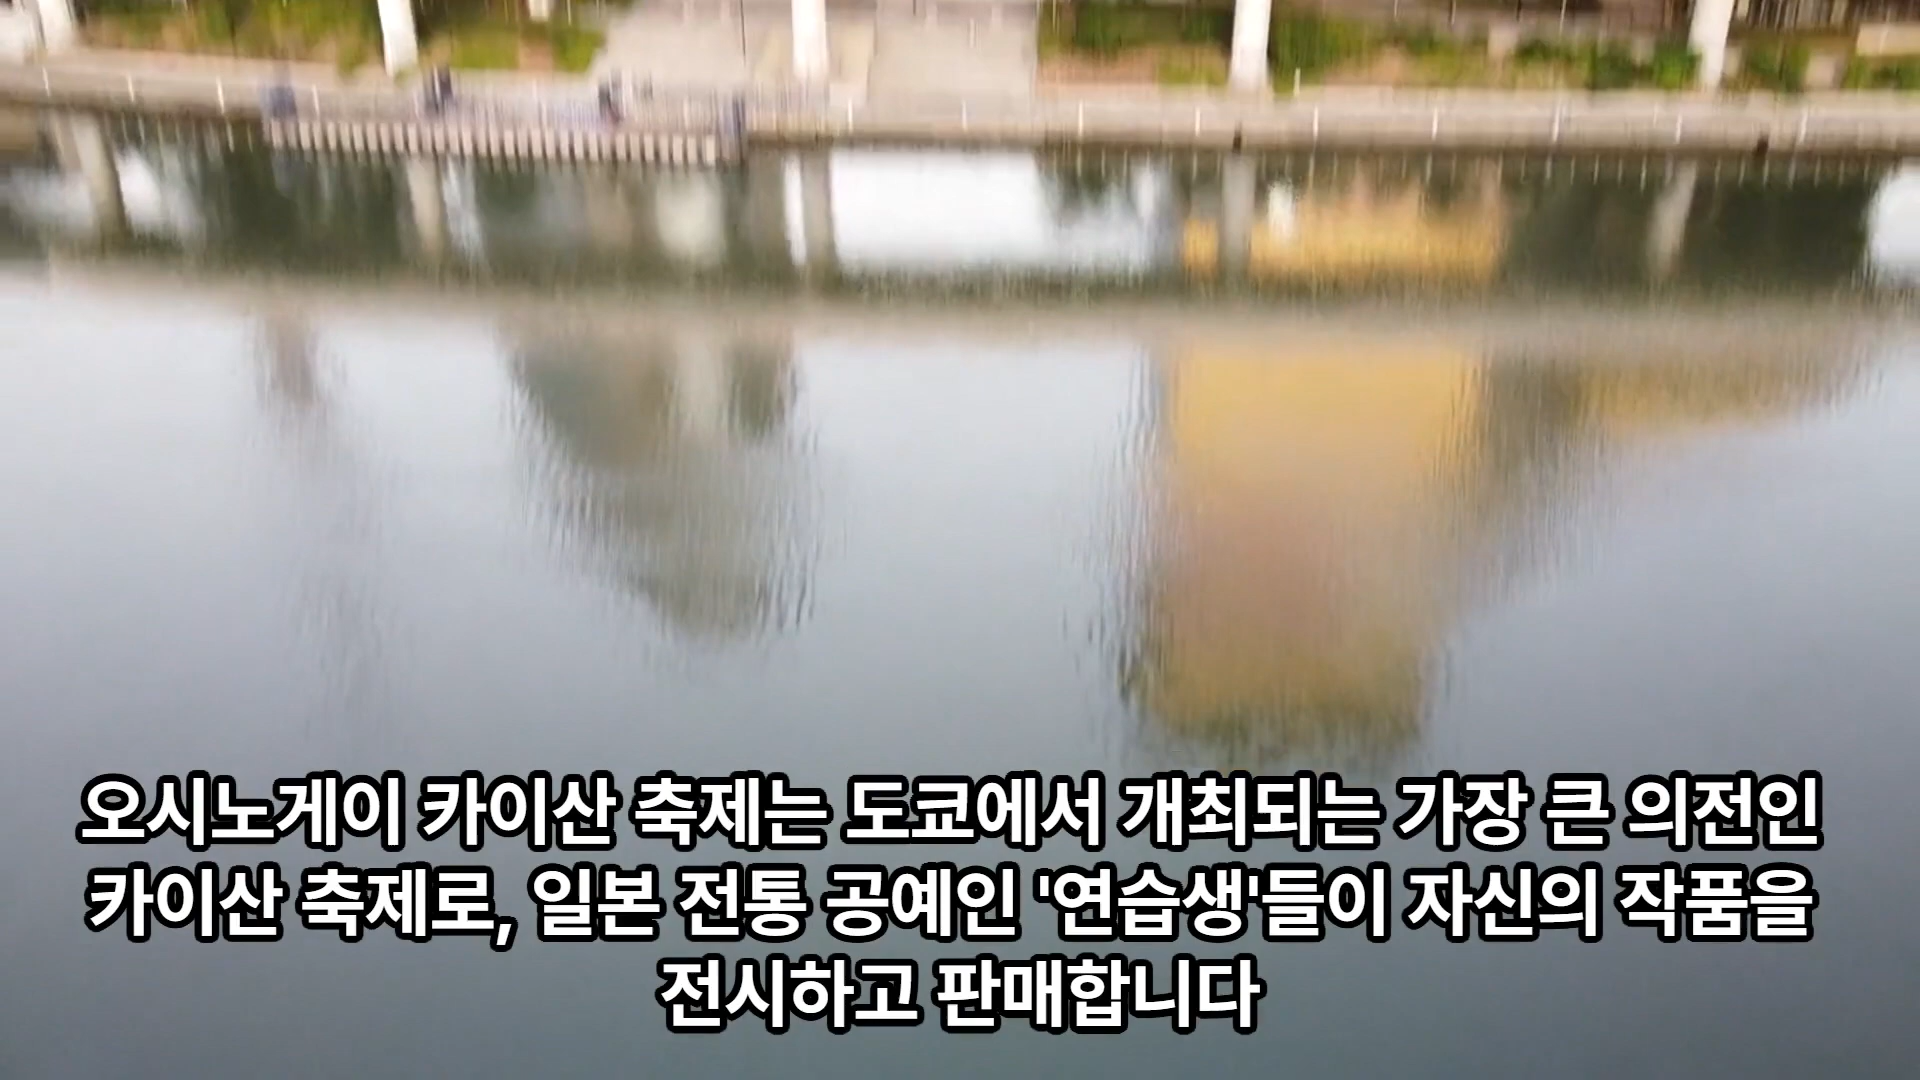 오시노게이 카이산 축제는 도쿄에서 개최되는 가장 큰 의전인
카이산 축제로, 일본 전통 공예인 '연습생'들이 자신의 작품을
전시하고 판매합니다